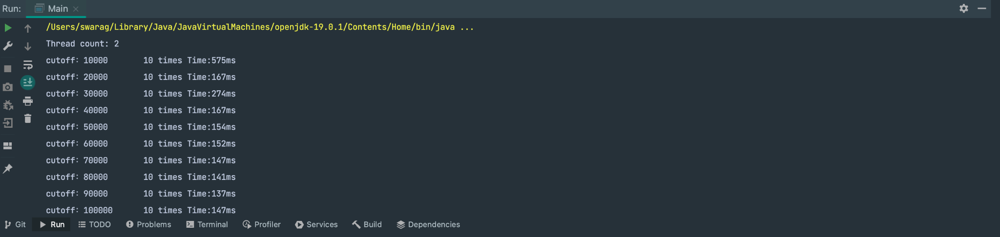 Run: Main
/Users/swarag/Library/Java/JavaVirtualMachines/openjdk-19.0.1/Contents/Home/bin/java ...
Thread count: 2
cutoff: 10000 10 times Time:575ms
cutoff: 20000 10 times Time:167ms
cutoff: 30000 10 times Time:274ms
cutoff: 40000 10 times Time:167ms
cutoff: 50000 10 times Time:154ms
cutoff: 60000 10 times Time:152ms
cutoff: 70000 10 times Time:147ms
cutoff: 80000 10 times Time:141ms
cutoff: 90000 10 times Time:137ms
cutoff: 100000 10 times Time:147ms
Git Run TODO Problems Terminal Profiler Services Build Dependencies